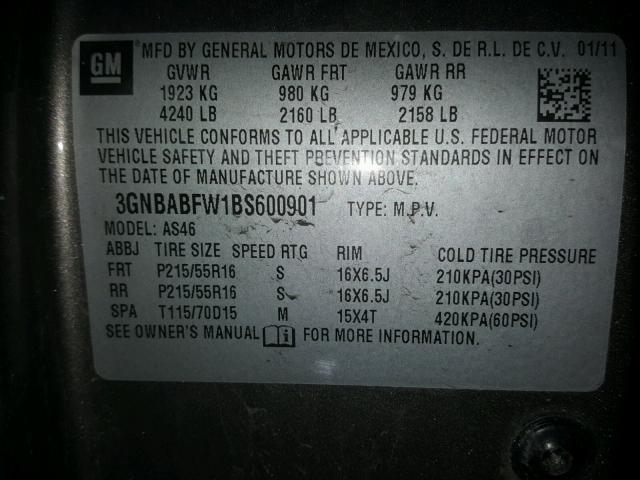 GM
MFD BY GENERAL MOTORS DE MEXICO, S. DE R.L. DE C.V. 01/11
GVWR GAWR FRT GAWR RR
1923 KG 980 KG 979 KG
4240 LB 2160 LB 2158 LB
THIS VEHICLE CONFORMS TO ALL APPLICABLE U.S. FEDERAL MOTOR
VEHICLE SAFETY AND THEFT PREVENTION STANDARDS IN EFFECT ON
THE DATE OF MANUFACTURE SHOWN ABOVE.
3GNBABFW1BS600901 TYPE: M.P.V.
MODEL: AS46
ABBJ TIRE SIZE SPEED RTG RIM COLD TIRE PRESSURE
FRT P215/55R16 S 16X6.5J 210KPA(30PSI)
RR P215/55R16 S 16X6.5J 210KPA(30PSI)
SPA T115/70D15 M 15X4T 420KPA(60PSI)
SEE OWNER'S MANUAL FOR MORE INFORMATION.